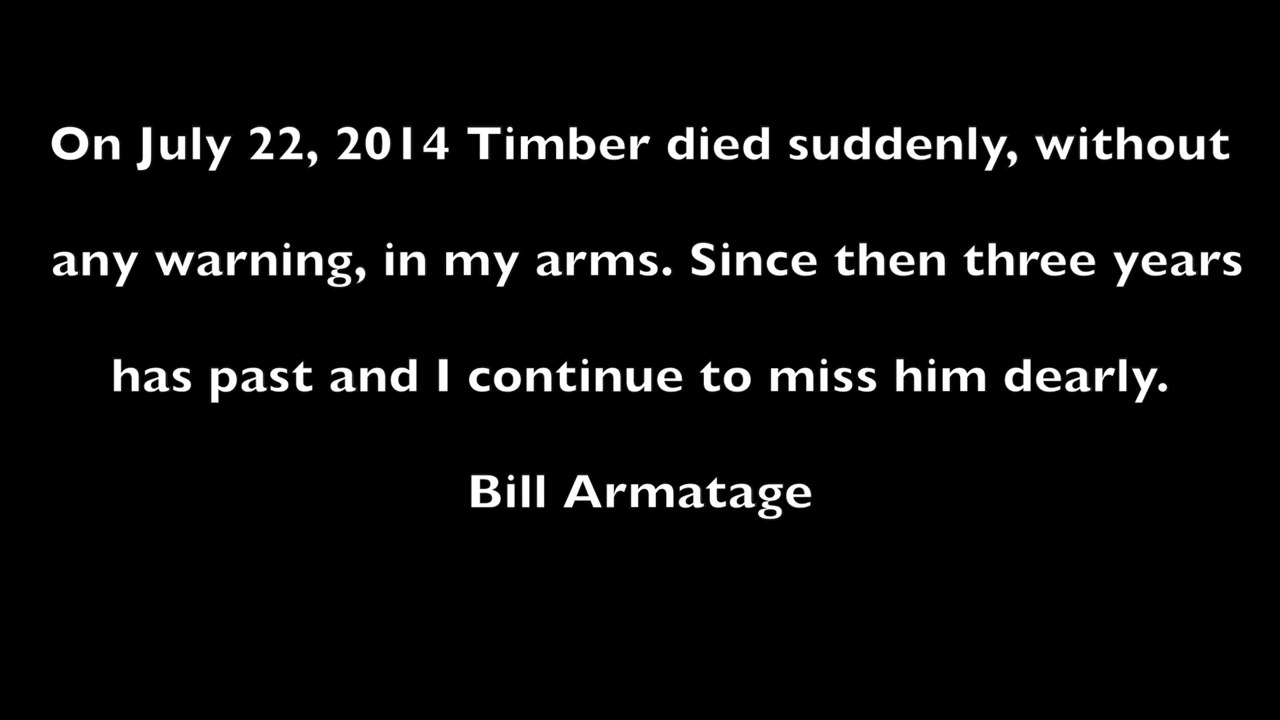 On July 22, 2014 Timber died suddenly, without
any warning, in my arms. Since then three years
has past and I continue to miss him dearly.
Bill Armatage